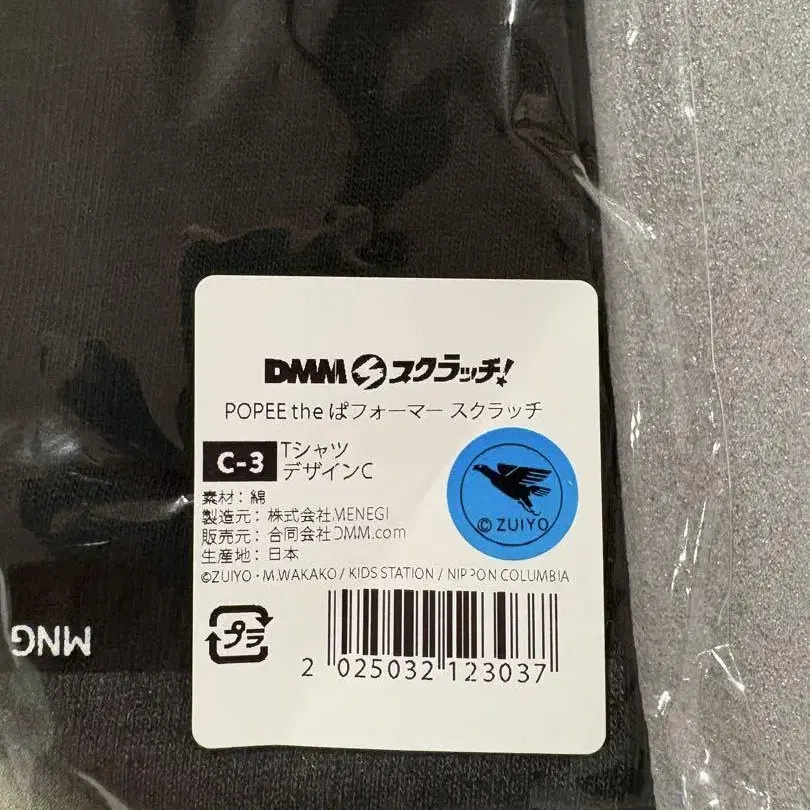 DMMスクラッチ!
POPEE the ぱフォーマー スクラッチ
C-3
Tシャツ
デザインC
素材：綿
製造元：株式会社MENEGI
販売元：合同会社DMM.com
生産地：日本
©ZUIYO
©ZUIYO・M.WAKAKO / KIDS STATION / NIPPON COLUMBIA
プラ
2 025032 123037
MNG